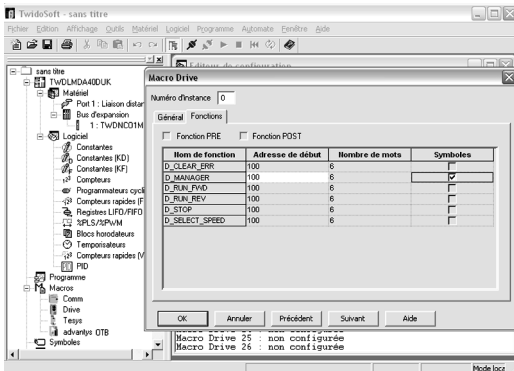 TwidoSoft - sans titre
Fichier Edition Affichage Outils Matériel Logiciel Programme Automate Fenêtre Aide
sans titre
TWDLMDA40DUK
Matériel
Port 1 : Liaison distar
Bus d'expansion
1 : TWDNCO1M
Logiciel
Constantes
Constantes (KD)
Constantes (KF)
Compteurs
Programmateurs cycli
Compteurs rapides (F
Registres LIFO/FIFO
%PLS/%PWM
Blocs horodateurs
Temporisateurs
Compteurs rapides (V
PID
Programme
Macros
Comm
Drive
Tesys
advantys OTB
Symboles
Editeur de configuration
Macro Drive
Numéro d'instance 0
Général Fonctions
Fonction PRE Fonction POST
Nom de fonction Adresse de début Nombre de mots Symboles
D_CLEAR_ERR 100 6
D_MANAGER 100 6
D_RUN_FWD 100 6
D_RUN_REV 100 6
D_STOP 100 6
D_SELECT_SPEED 100 6
OK Annuler Précédent Suivant Aide
Macro Drive 25 : non configurée
Macro Drive 26 : non configurée
Mode loca